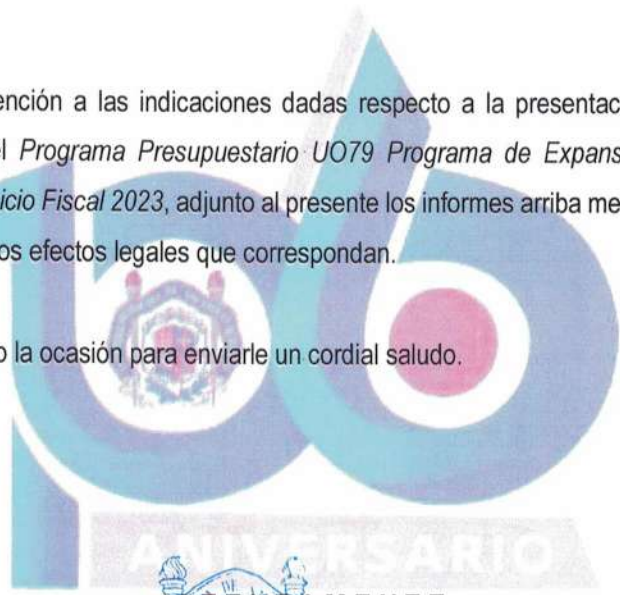 ención a las indicaciones dadas respecto a la presentac
el Programa Presupuestario UO79 Programa de Expans
icio Fiscal 2023, adjunto al presente los informes arriba me
os efectos legales que correspondan.
o la ocasión para enviarle un cordial saludo.
ANIVERSARIO